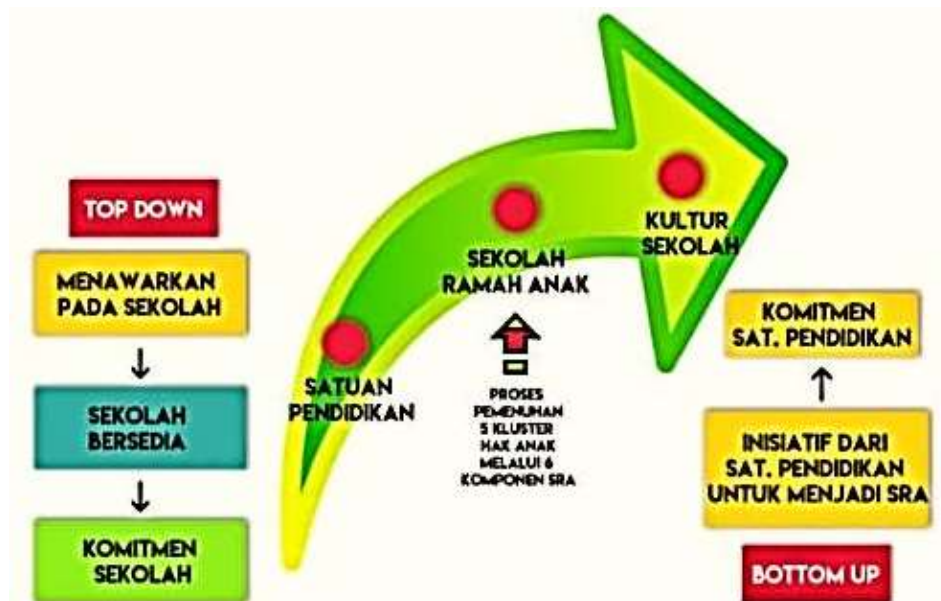 TOP DOWN
MENAWARKAN
PADA SEKOLAH
SEKOLAH
BERSEDIA
KOMITMEN
SEKOLAH
SATUAN
PENDIDIKAN
SEKOLAH
RAMAH ANAK
PROSES
PEMENUHAN
5 KLUSTER
HAK ANAK
MELALUI 6
KOMPONEN SRA
KULTUR
SEKOLAH
KOMITMEN
SAT. PENDIDIKAN
INISIATIF DARI
SAT. PENDIDIKAN
UNTUK MENJADI SRA
BOTTOM UP